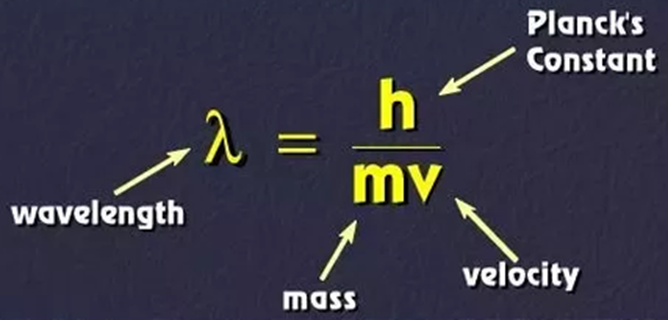 Planck's
Constant
λ = h
mv
wavelength
velocity
mass